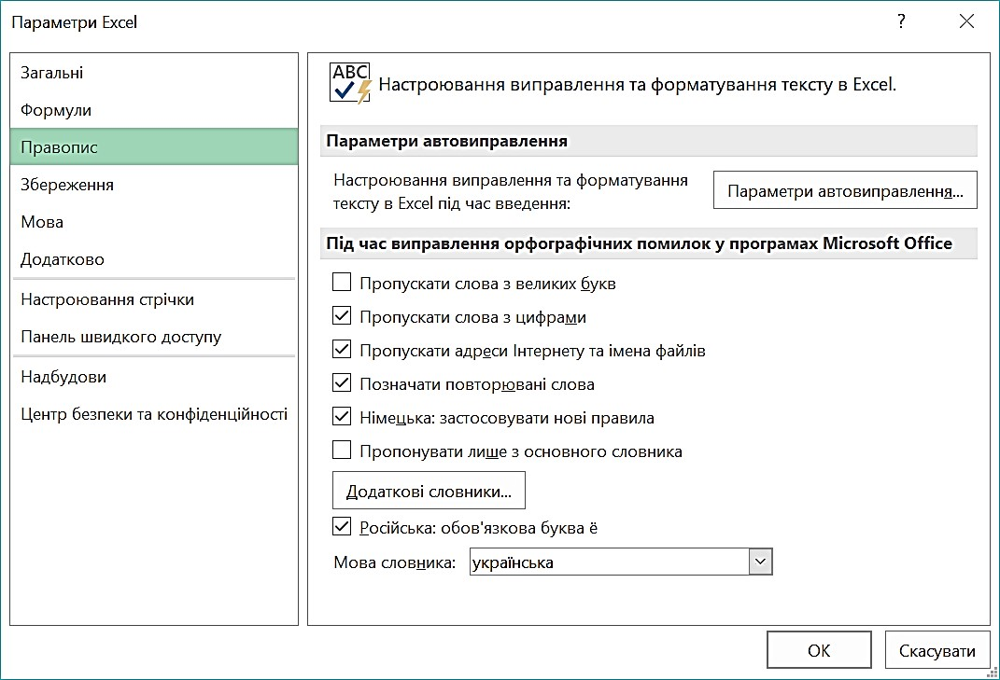 Параметри Excel
?
Загальні
Формули
Правопис
Збереження
Мова
Додатково
Настроювання стрічки
Панель швидкого доступу
Надбудови
Центр безпеки та конфіденційності
ABC
Настроювання виправлення та форматування тексту в Excel.
Параметри автовиправлення
Настроювання виправлення та форматування
тексту в Excel під час введення:
Параметри автовиправлення...
Під час виправлення орфографічних помилок у програмах Microsoft Office
Пропускати слова з великих букв
Пропускати слова з цифрами
Пропускати адреси Інтернету та імена файлів
Позначати повторювані слова
Німецька: застосовувати нові правила
Пропонувати лише з основного словника
Додаткові словники...
Російська: обов'язкова буква ё
Мова словника: українська
OK
Скасувати